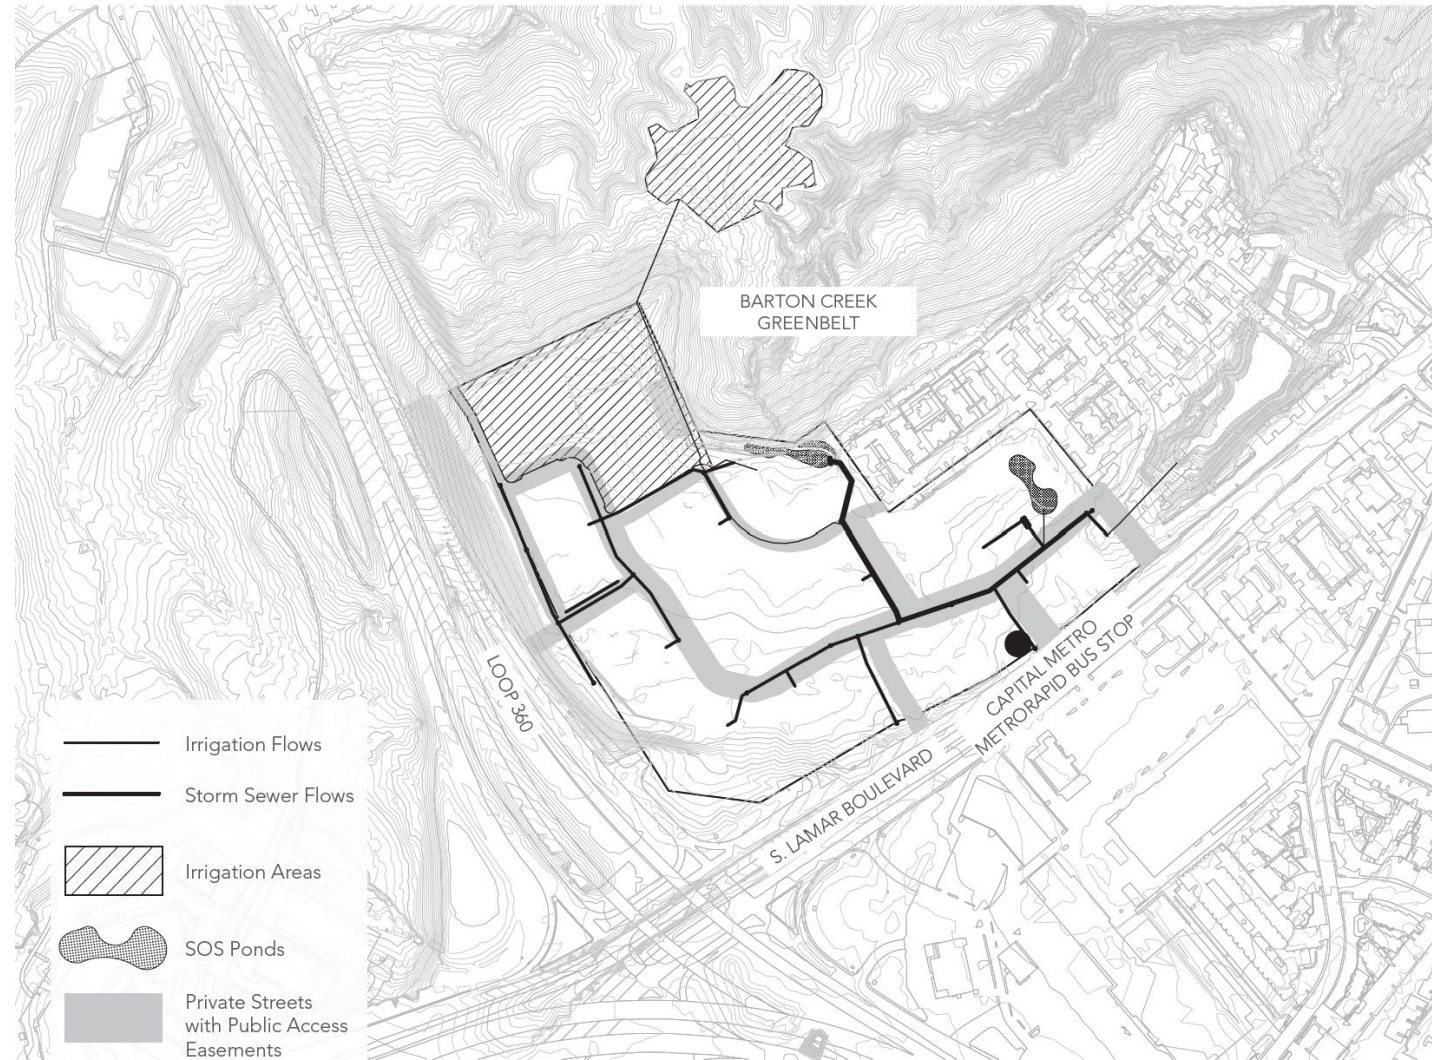 BARTON CREEK
GREENBELT
LOOP 360
CAPITAL METRO
METRORAPID BUS STOP
S. LAMAR BOULEVARD
Irrigation Flows
Storm Sewer Flows
Irrigation Areas
SOS Ponds
Private Streets
with Public Access
Easements